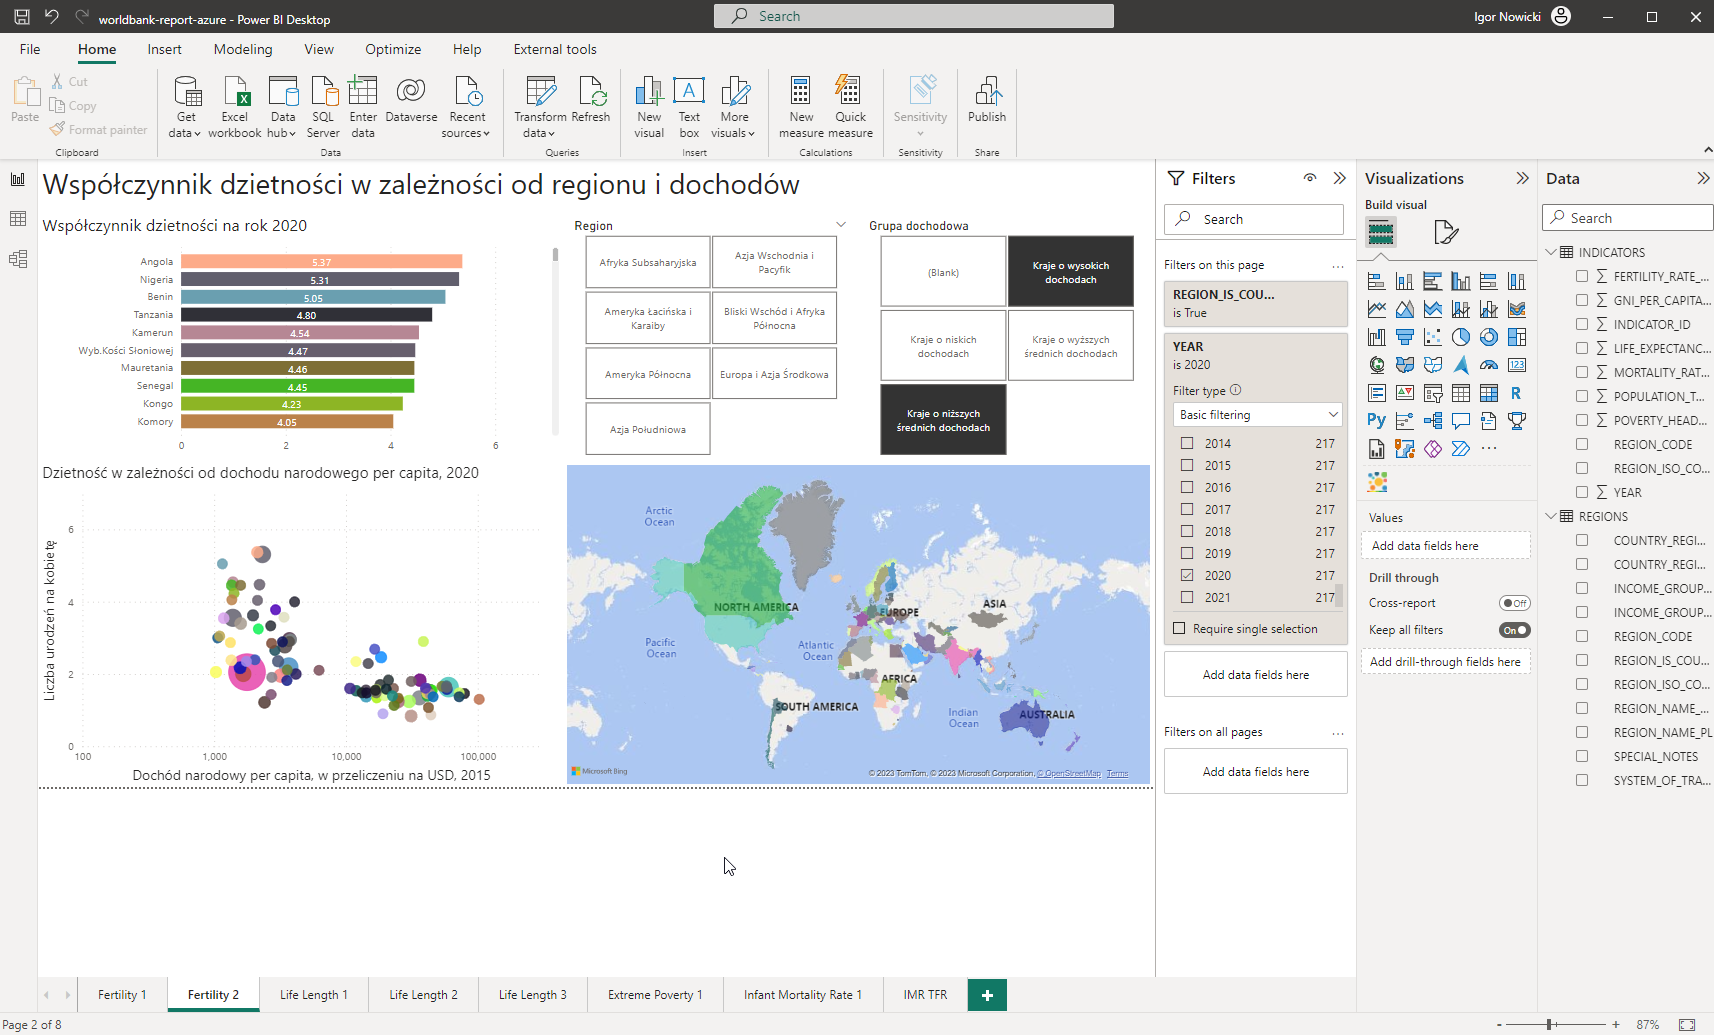 worldbank-report-azure - Power BI Desktop
Search
Igor Nowicki
File
Home
Insert
Modeling
View
Optimize
Help
External tools
Paste
Cut
Copy
Format painter
Clipboard
Get data
Excel workbook
Data hub
SQL Server
Enter data
Dataverse
Recent sources
Data
Transform data
Refresh
Queries
New visual
Text box
More visuals
Insert
New measure
Quick measure
Calculations
Sensitivity
Sensitivity
Publish
Share
Współczynnik dzietności w zależności od regionu i dochodów
Współczynnik dzietności na rok 2020
Angola 5.37
Nigeria 5.31
Benin 5.05
Tanzania 4.80
Kamerun 4.54
Wyb.Kości Słoniowej 4.47
Mauretania 4.46
Senegal 4.45
Kongo 4.23
Komory 4.05
0 2 4 6
Region
Afryka Subsaharyjska
Azja Wschodnia i Pacyfik
Ameryka Łacińska i Karaiby
Bliski Wschód i Afryka Północna
Ameryka Północna
Europa i Azja Środkowa
Azja Południowa
Grupa dochodowa
(Blank)
Kraje o wysokich dochodach
Kraje o niskich dochodach
Kraje o wyższych średnich dochodach
Kraje o niższych średnich dochodach
Dzietność w zależności od dochodu narodowego per capita, 2020
Liczba urodzeń na kobietę
6
4
2
0
100 1,000 10,000 100,000
Dochód narodowy per capita, w przeliczeniu na USD, 2015
Arctic Ocean
NORTH AMERICA
EUROPE
ASIA
Pacific Ocean
Atlantic Ocean
AFRICA
SOUTH AMERICA
Indian Ocean
AUSTRALIA
Microsoft Bing
© 2023 TomTom, © 2023 Microsoft Corporation, © OpenStreetMap Terms
Filters
Search
Filters on this page
...
REGION_IS_COU...
is True
YEAR
is 2020
Filter type
Basic filtering
2014 217
2015 217
2016 217
2017 217
2018 217
2019 217
2020 217
2021 217
Require single selection
Add data fields here
Filters on all pages
...
Add data fields here
Visualizations
Build visual
123
R
Py
...
Values
Add data fields here
Drill through
Cross-report
Off
Keep all filters
On
Add drill-through fields here
Data
Search
INDICATORS
FERTILITY_RATE_...
GNI_PER_CAPITA...
INDICATOR_ID
LIFE_EXPECTANC...
MORTALITY_RAT...
POPULATION_T...
POVERTY_HEAD...
REGION_CODE
REGION_ISO_CO...
YEAR
REGIONS
COUNTRY_REGI...
COUNTRY_REGI...
INCOME_GROUP...
INCOME_GROUP...
REGION_CODE
REGION_IS_COU...
REGION_ISO_CO...
REGION_NAME_...
REGION_NAME_PL
SPECIAL_NOTES
SYSTEM_OF_TRA...
Fertility 1
Fertility 2
Life Length 1
Life Length 2
Life Length 3
Extreme Poverty 1
Infant Mortality Rate 1
IMR TFR
+
Page 2 of 8
- + 87%